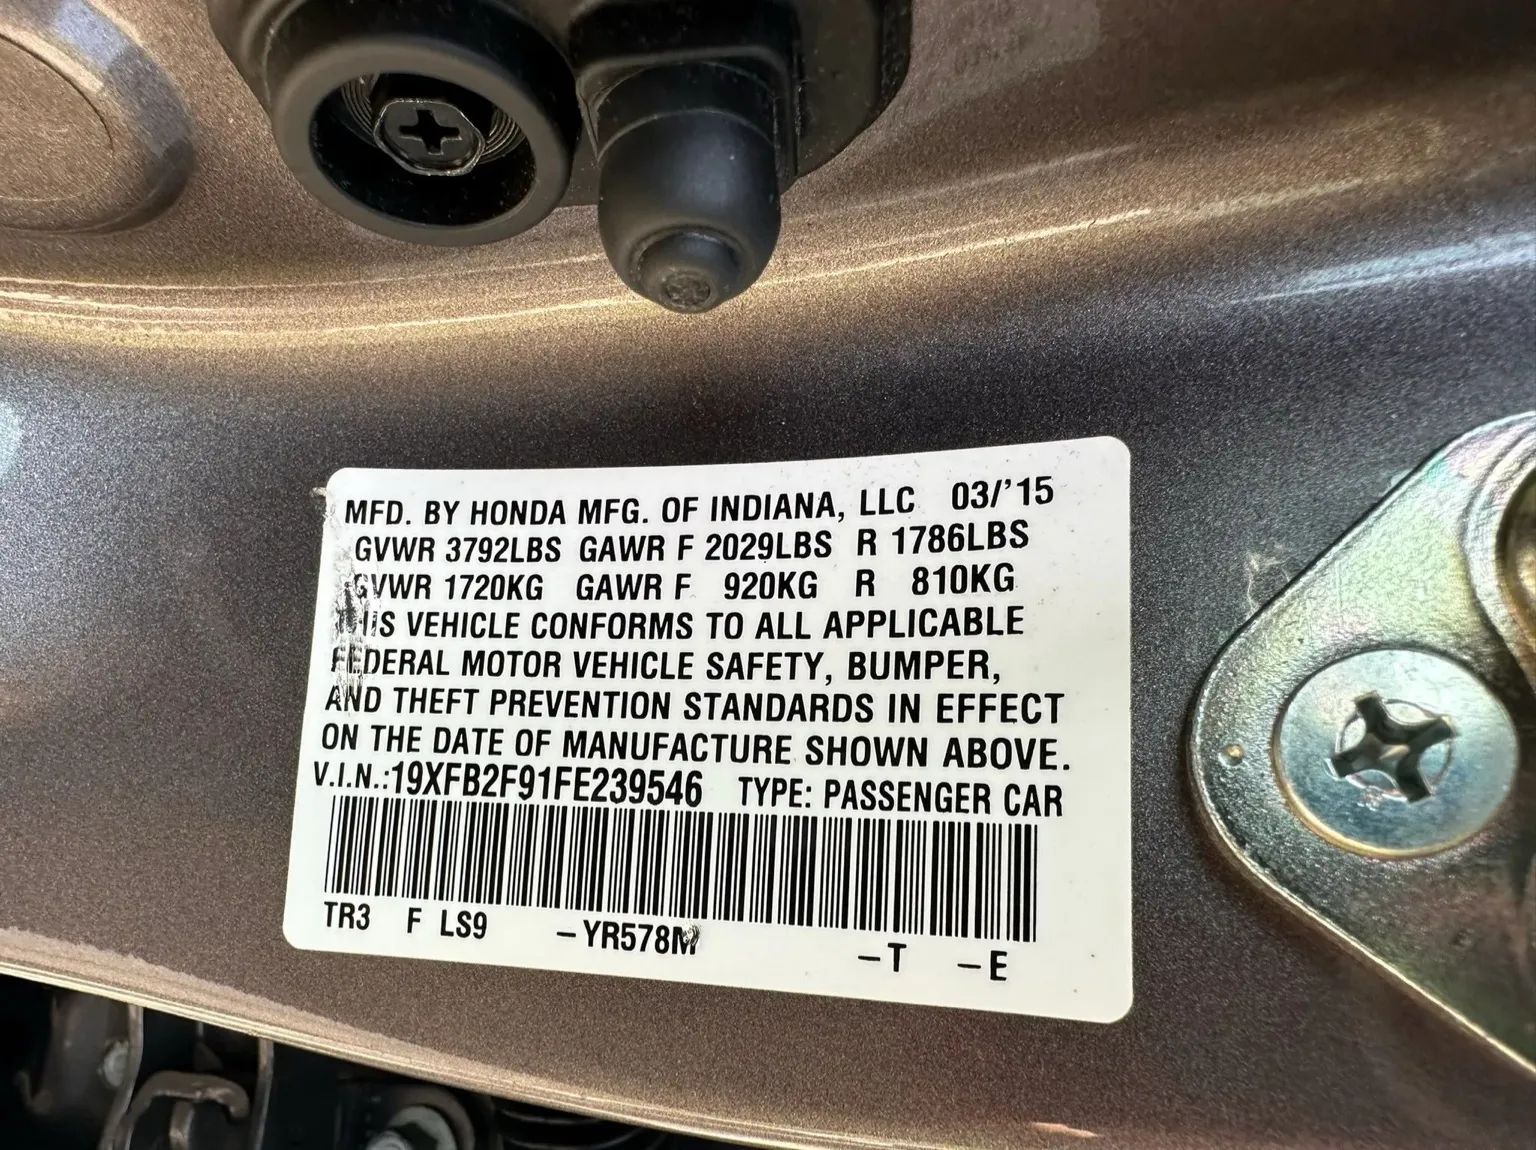 MFD. BY HONDA MFG. OF INDIANA, LLC 03/'15
GVWR 3792LBS GAWR F 2029LBS R 1786LBS
GVWR 1720KG GAWR F 920KG R 810KG
THIS VEHICLE CONFORMS TO ALL APPLICABLE
FEDERAL MOTOR VEHICLE SAFETY, BUMPER,
AND THEFT PREVENTION STANDARDS IN EFFECT
ON THE DATE OF MANUFACTURE SHOWN ABOVE.
V.I.N.:19XFB2F91FE239546 TYPE: PASSENGER CAR
TR3 F LS9 -YR578M -T -E